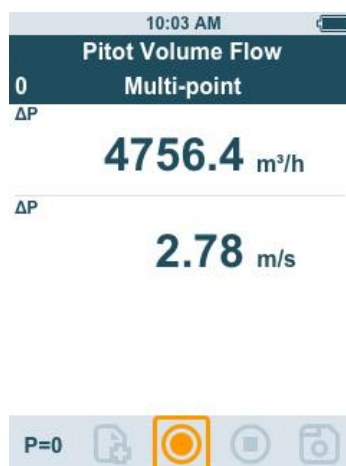 10:03 AM
Pitot Volume Flow
0 Multi-point
ΔP
4756.4 m³/h
ΔP
2.78 m/s
P=0